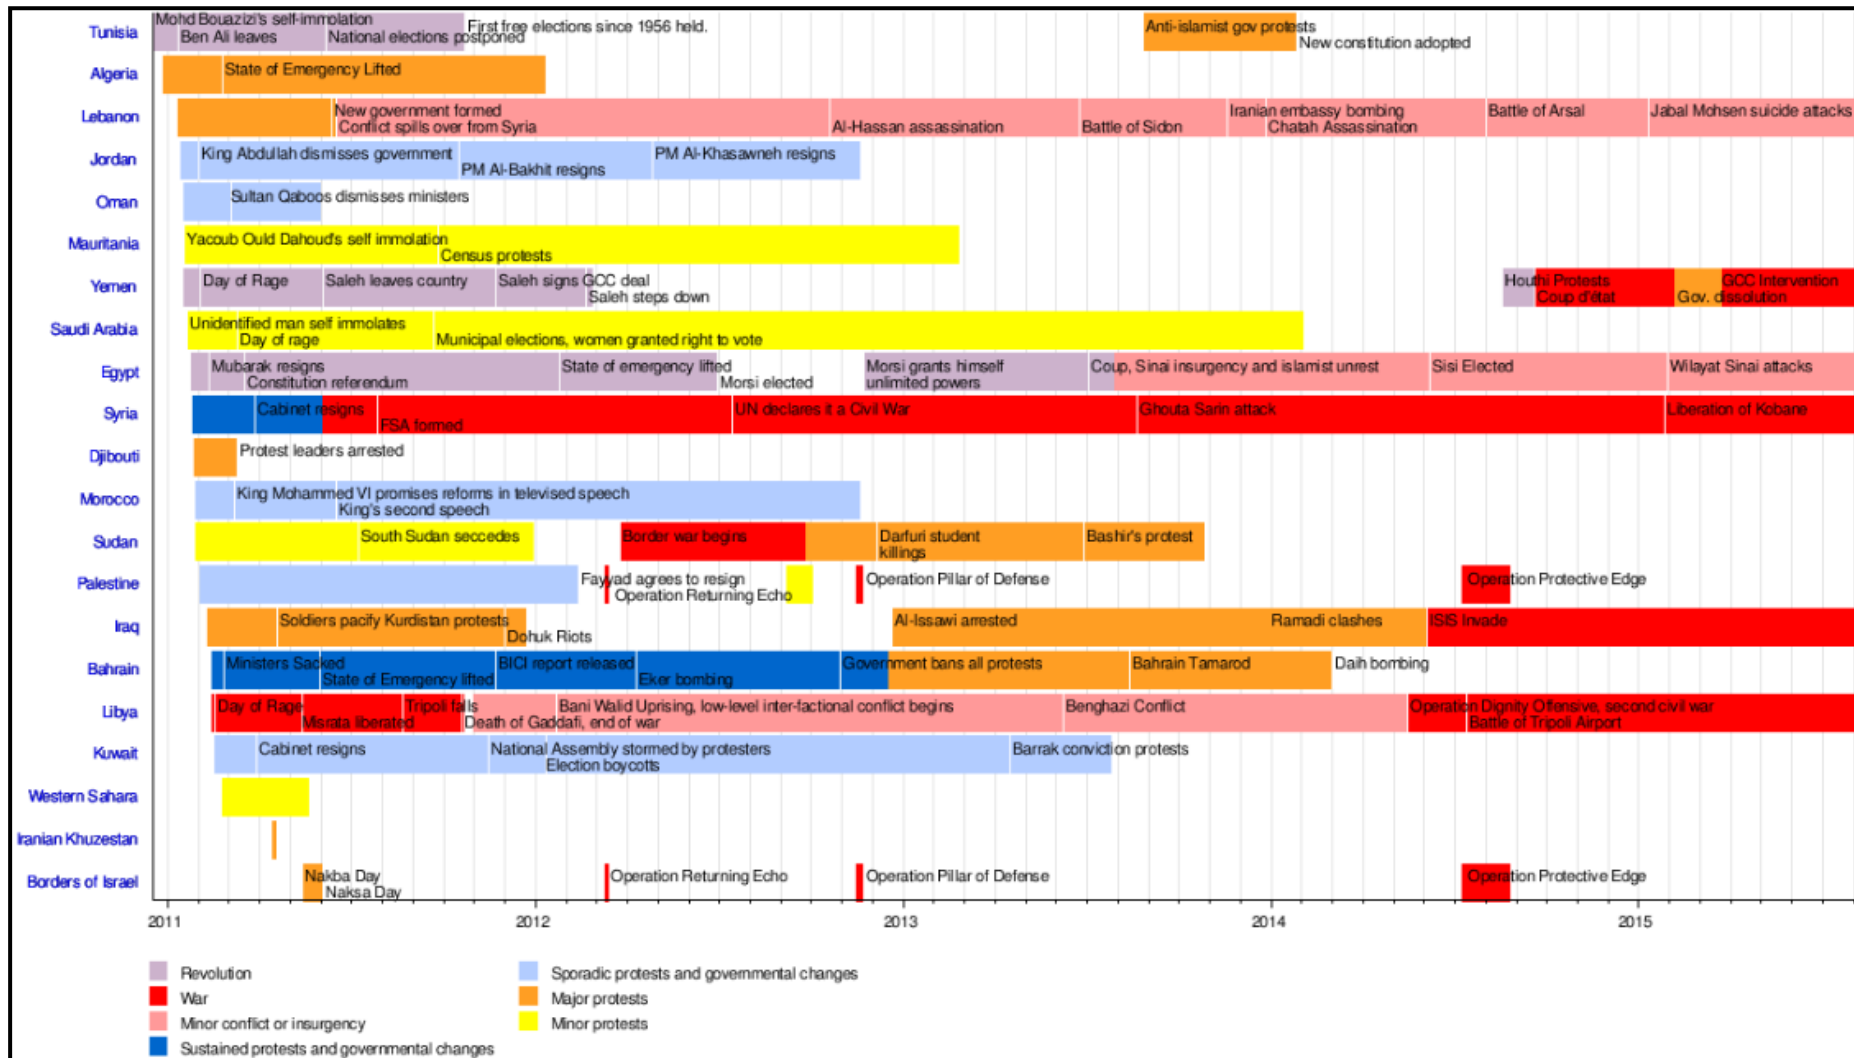 Tunisia
Mohd Bouazizi's self-immolation
Ben Ali leaves
National elections postponed
First free elections since 1956 held.
Anti-islamist gov protests
New constitution adopted
Algeria
State of Emergency Lifted
Lebanon
New government formed
Conflict spills over from Syria
Al-Hassan assassination
Battle of Sidon
Iranian embassy bombing
Chatah Assassination
Battle of Arsal
Jabal Mohsen suicide attacks
Jordan
King Abdullah dismisses government
PM Al-Bakhit resigns
PM Al-Khasawneh resigns
Oman
Sultan Qaboos dismisses ministers
Mauritania
Yacoub Ould Dahoud's self immolation
Census protests
Yemen
Day of Rage
Saleh leaves country
Saleh signs GCC deal
Saleh steps down
Houthi Protests
Coup d'état
Gov. dissolution
GCC Intervention
Saudi Arabia
Unidentified man self immolates
Day of rage
Municipal elections, women granted right to vote
Egypt
Mubarak resigns
Constitution referendum
State of emergency lifted
Morsi elected
Morsi grants himself
unlimited powers
Coup, Sinai insurgency and islamist unrest
Sisi Elected
Wilayat Sinai attacks
Syria
Cabinet resigns
FSA formed
UN declares it a Civil War
Ghouta Sarin attack
Liberation of Kobane
Djibouti
Protest leaders arrested
Morocco
King Mohammed VI promises reforms in televised speech
King's second speech
Sudan
South Sudan seccedes
Border war begins
Darfuri student
killings
Bashir's protest
Palestine
Fayyad agrees to resign
Operation Returning Echo
Operation Pillar of Defense
Operation Protective Edge
Iraq
Soldiers pacify Kurdistan protests
Dohuk Riots
Al-Issawi arrested
Ramadi clashes
ISIS Invade
Bahrain
Ministers Sacked
State of Emergency lifted
BICI report released
Eker bombing
Government bans all protests
Bahrain Tamarod
Daih bombing
Libya
Day of Rage
Misrata liberated
Tripoli falls
Death of Gaddafi, end of war
Bani Walid Uprising, low-level inter-factional conflict begins
Benghazi Conflict
Operation Dignity Offensive, second civil war
Battle of Tripoli Airport
Kuwait
Cabinet resigns
National Assembly stormed by protesters
Election boycotts
Barrak conviction protests
Western Sahara
Iranian Khuzestan
Borders of Israel
Nakba Day
Naksa Day
Operation Returning Echo
Operation Pillar of Defense
Operation Protective Edge
2011
2012
2013
2014
2015
Revolution
War
Minor conflict or insurgency
Sustained protests and governmental changes
Sporadic protests and governmental changes
Major protests
Minor protests